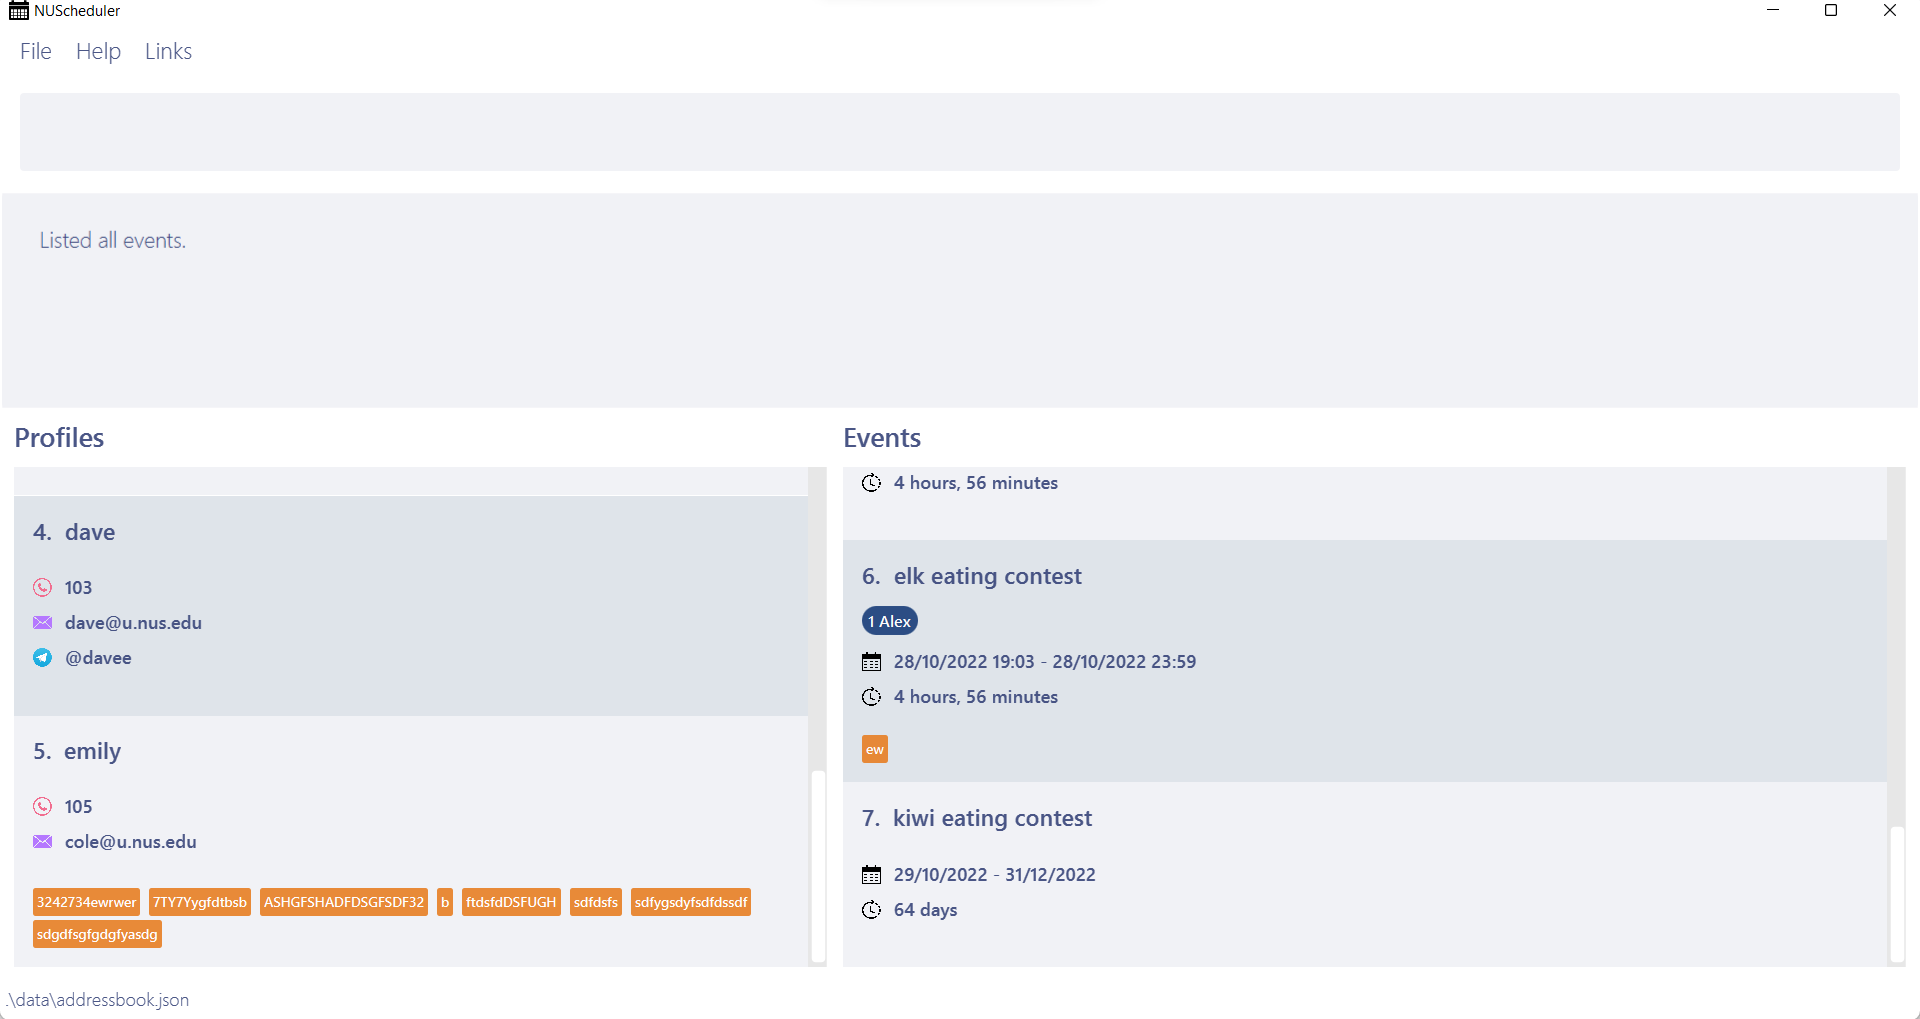 NUScheduler
File Help Links
Listed all events.
Profiles
4. dave
103
dave@u.nus.edu
@davee
5. emily
105
cole@u.nus.edu
3242734ewrwer 7TY7Yygfdtbsb ASHGFSHADFDSGFSDF32 b ftdsfdDSFUGH sdfdsfs sdfygsdyfsdfdssdf
sdgdfsgfgdgfyasdg
Events
4 hours, 56 minutes
6. elk eating contest
1 Alex
28/10/2022 19:03 - 28/10/2022 23:59
4 hours, 56 minutes
ew
7. kiwi eating contest
29/10/2022 - 31/12/2022
64 days
.\data\addressbook.json